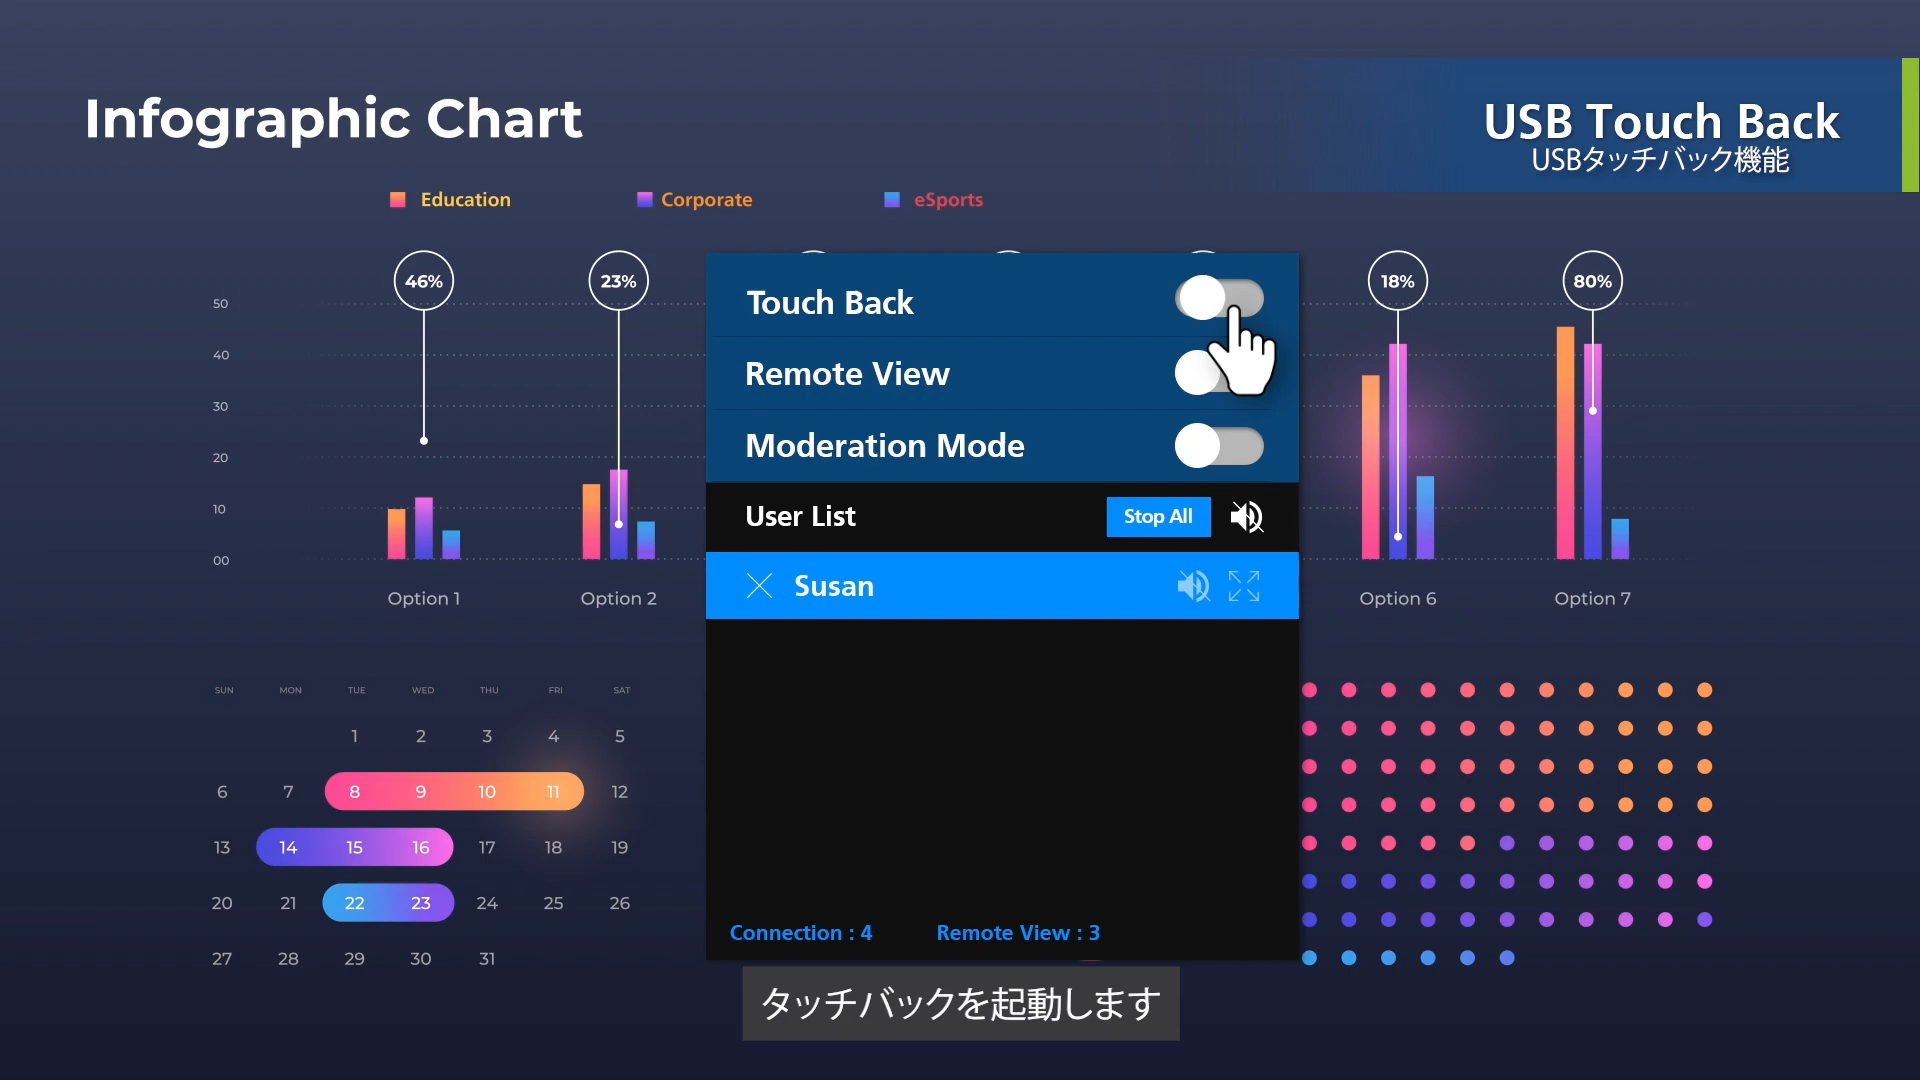 Infographic Chart
USB Touch Back
USBタッチバック機能
Education
Corporate
eSports
46%
23%
18%
80%
50
40
30
20
10
00
Option 1
Option 2
Option 6
Option 7
Touch Back
Remote View
Moderation Mode
User List
Stop All
Susan
Connection : 4
Remote View : 3
SUN MON TUE WED THU FRI SAT
1 2 3 4 5
6 7 8 9 10 11 12
13 14 15 16 17 18 19
20 21 22 23 24 25 26
27 28 29 30 31
タッチバックを起動します